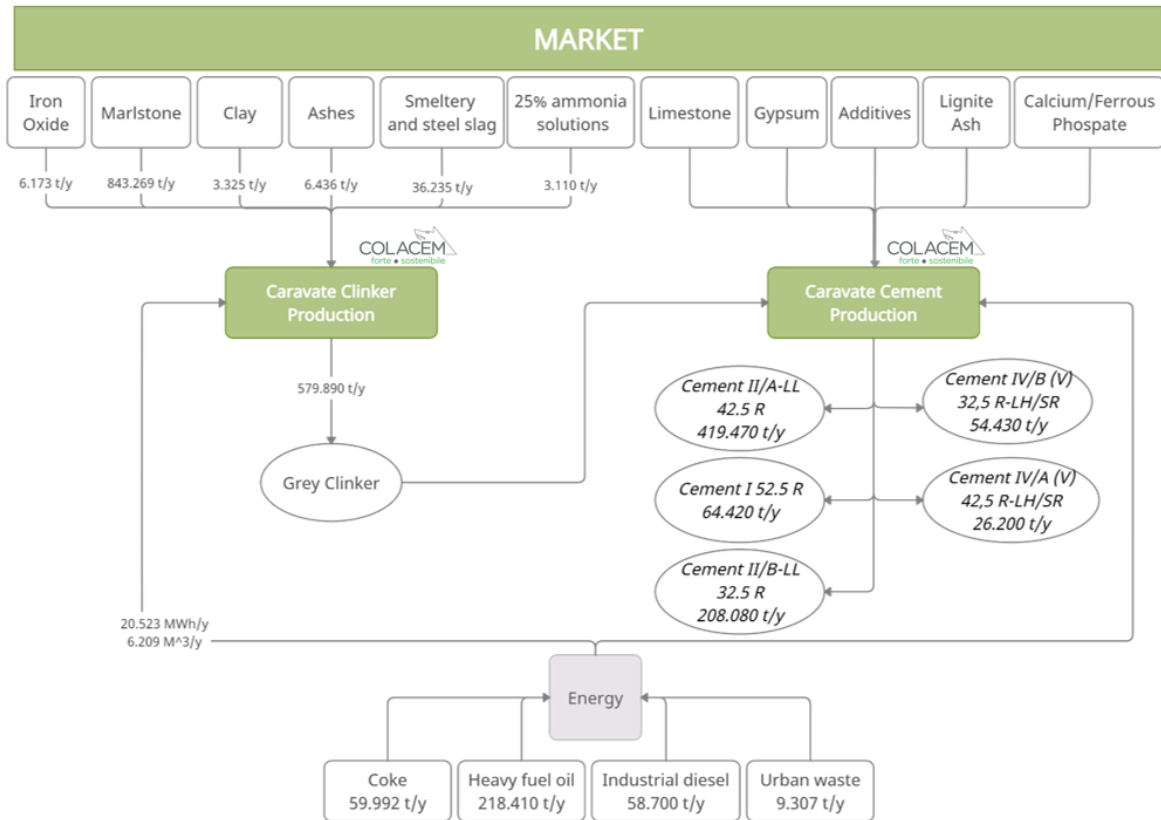 MARKET
Iron
Oxide
Marlstone
Clay
Ashes
Smeltery
and steel slag
25% ammonia
solutions
Limestone
Gypsum
Additives
Lignite
Ash
Calcium/Ferrous
Phospate
6.173 t/y
843.269 t/y
3.325 t/y
6.436 t/y
36.235 t/y
3.110 t/y
COLACEM
forte • sostenibile
COLACEM
forte • sostenibile
Caravate Clinker
Production
Caravate Cement
Production
579.890 t/y
Grey Clinker
Cement II/A-LL
42.5 R
419.470 t/y
Cement IV/B (V)
32,5 R-LH/SR
54.430 t/y
Cement I 52.5 R
64.420 t/y
Cement IV/A (V)
42,5 R-LH/SR
26.200 t/y
Cement II/B-LL
32.5 R
208.080 t/y
20.523 MWh/y
6.209 M^3/y
Energy
Coke
59.992 t/y
Heavy fuel oil
218.410 t/y
Industrial diesel
58.700 t/y
Urban waste
9.307 t/y